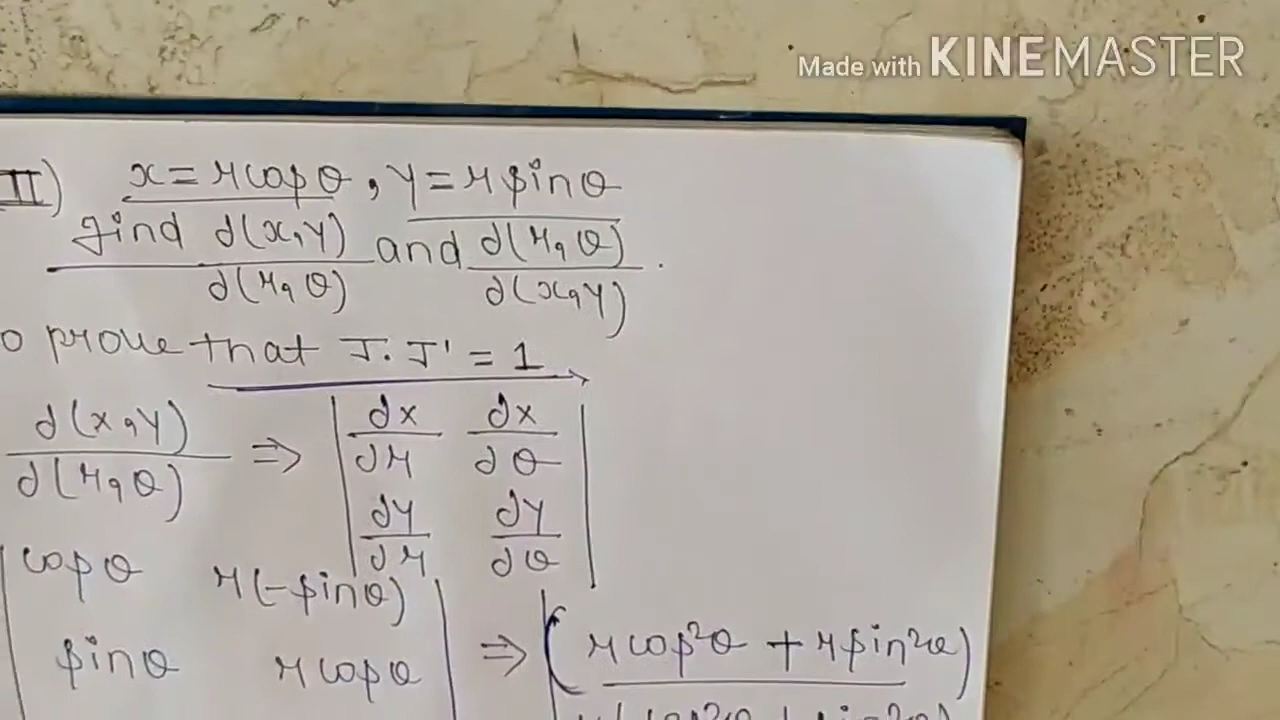 Made with KINEMASTER
II) x = r cos θ, y = r sin θ
find ∂(x,y)/∂(r,θ) and ∂(r,θ)/∂(x,y).
o prove that J. J' = 1
∂(x,y)/∂(r,θ) ⇒ | ∂x/∂r ∂x/∂θ |
| ∂y/∂r ∂y/∂θ |
| cos θ r(-sin θ) |
| sin θ r cos θ | ⇒ (r cos²θ + r sin²θ)